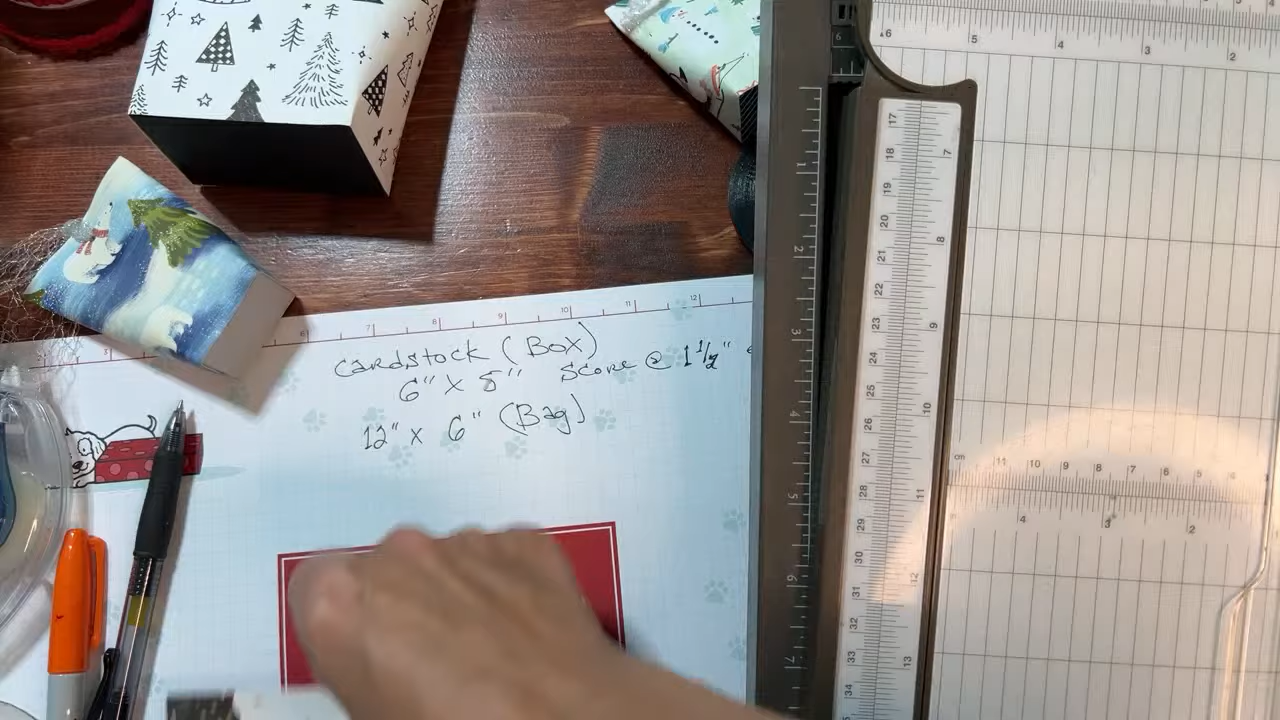 Cardstock (Box)
6" x 8" Score @ 1 1/2"
12" x 6" (Bag)